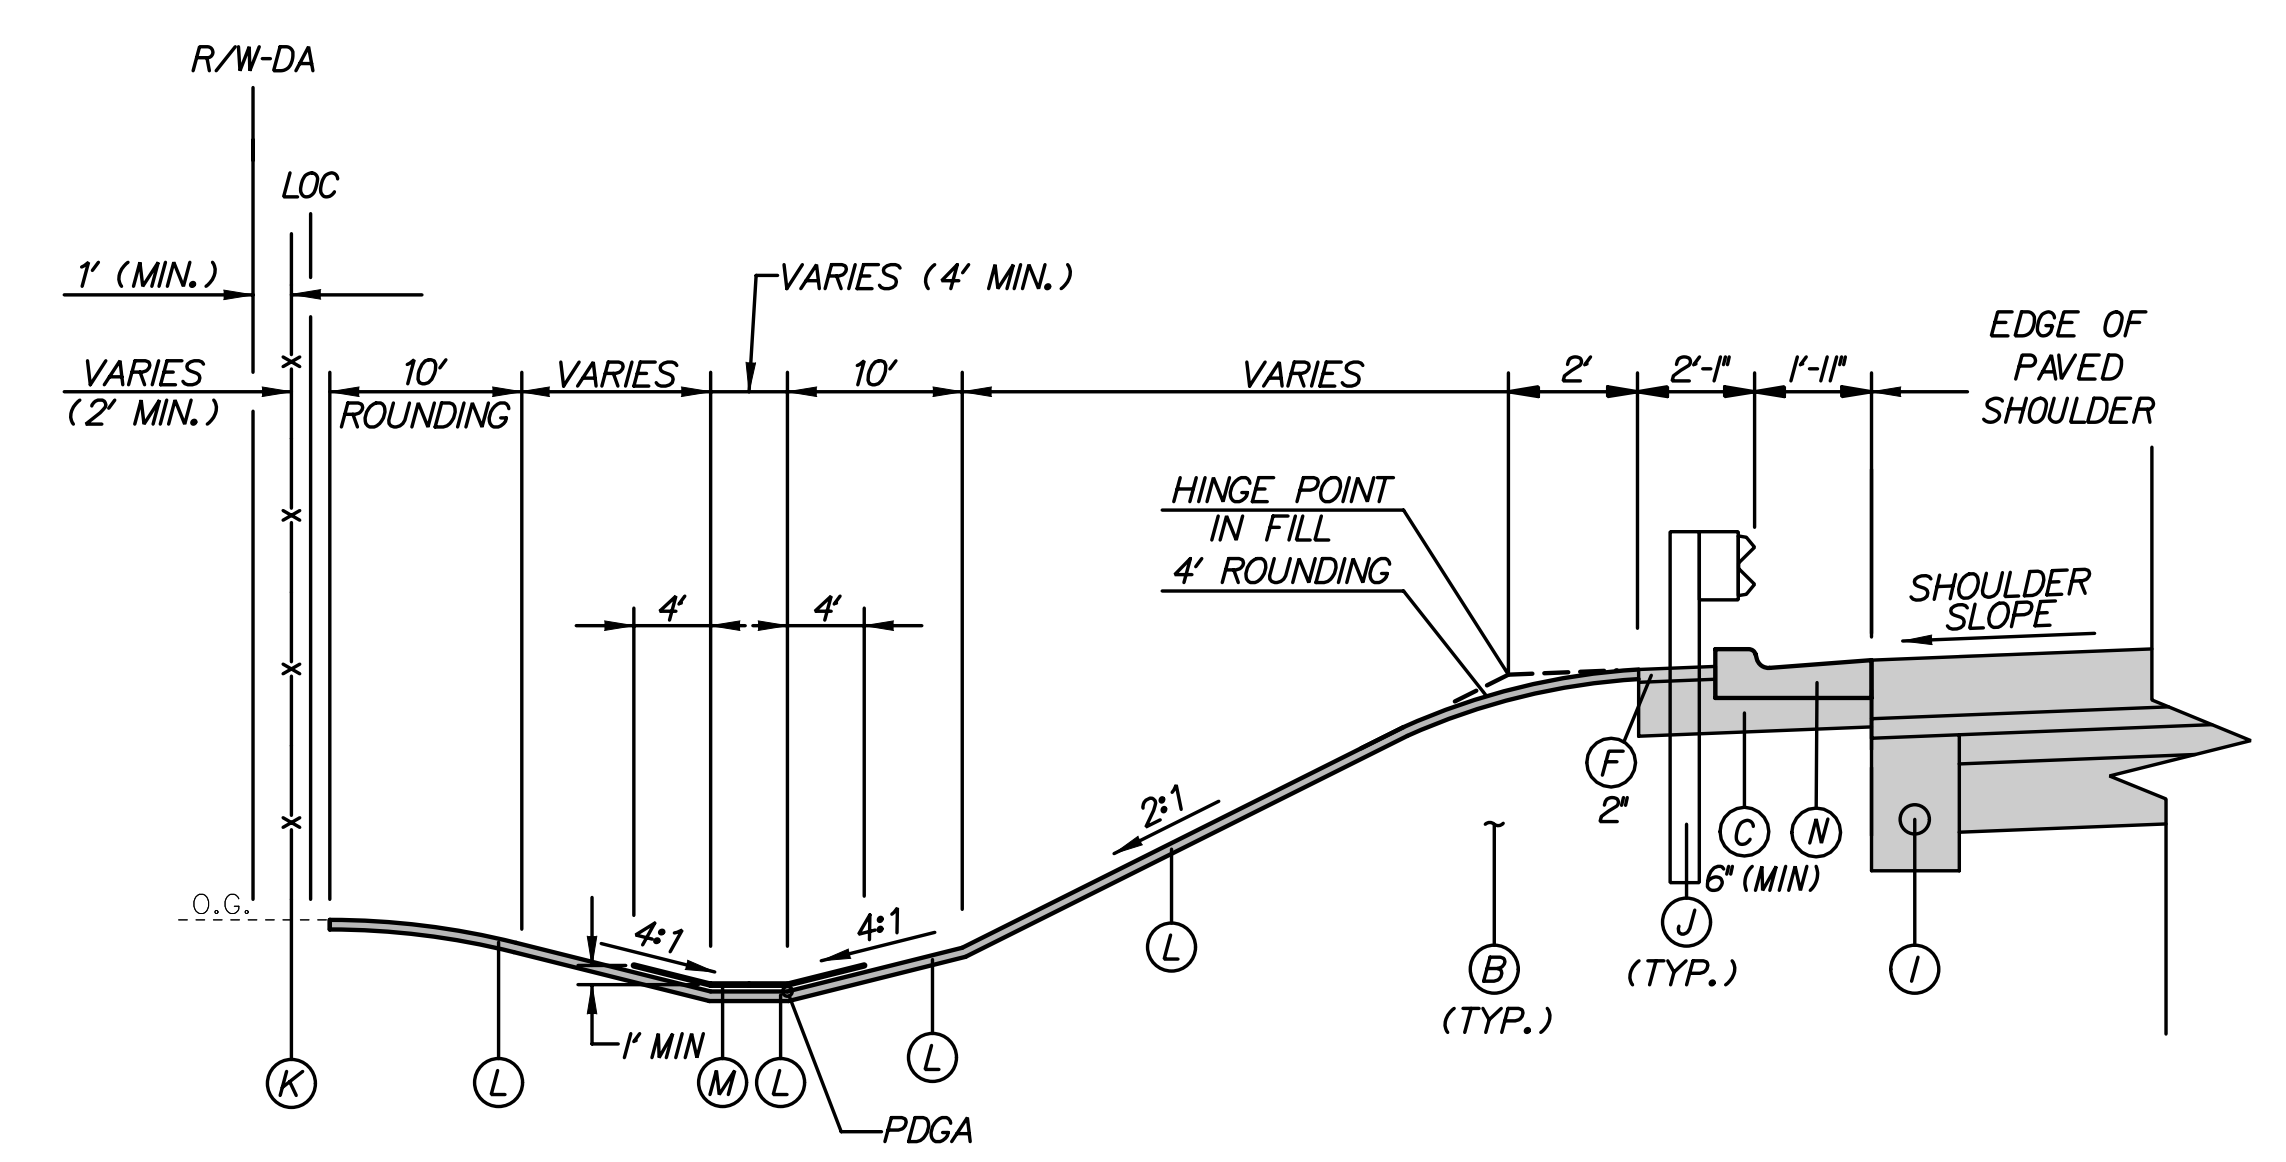 R/W-DA
LOC
1' (MIN.)
VARIES (4' MIN.)
EDGE OF
PAVED
SHOULDER
VARIES
(2' MIN.)
10'
ROUNDING
VARIES
10'
VARIES
2'
2'-1"
1'-11"
HINGE POINT
IN FILL
4' ROUNDING
SHOULDER
SLOPE
4'
4'
F
2"
2:1
C
6" (MIN)
N
O.G.
4:1
4:1
J
(TYP.)
L
B
(TYP.)
I
1' MIN
K
L
M
L
L
PDGA